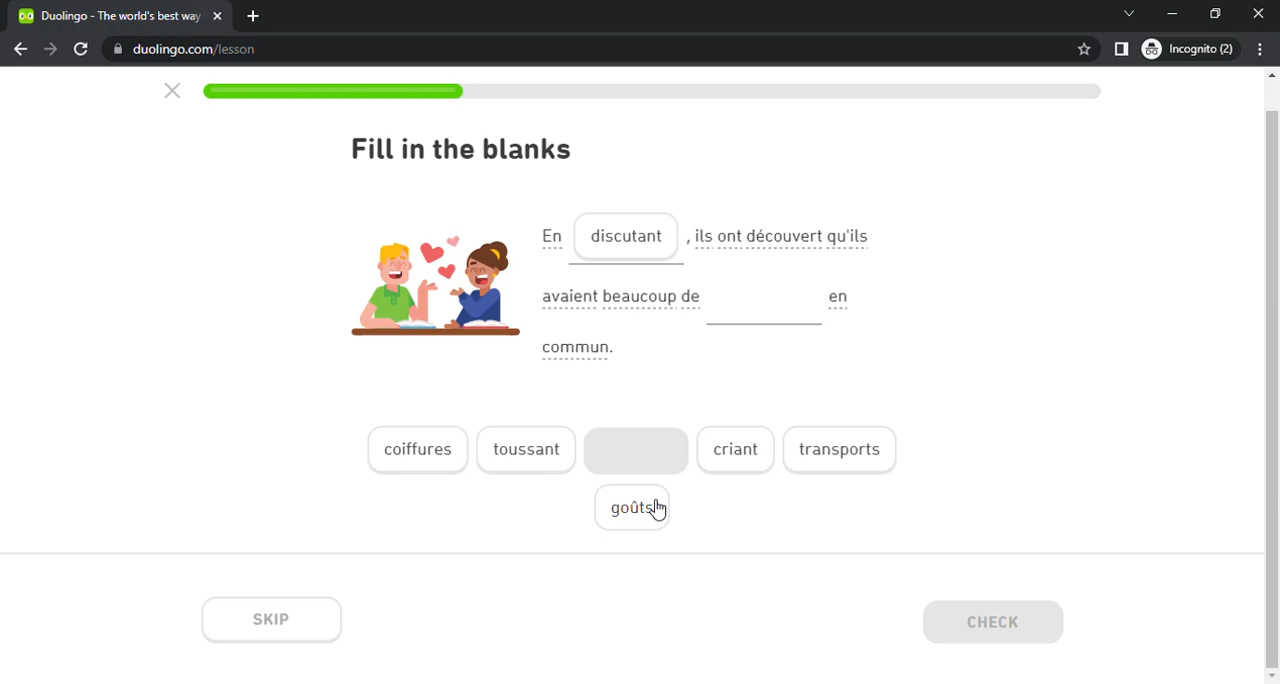 Duolingo - The world's best way
duolingo.com/lesson
Incognito (2)
Fill in the blanks
En discutant , ils ont découvert qu'ils
avaient beaucoup de en
commun.
coiffures toussant criant transports
goûts
SKIP CHECK